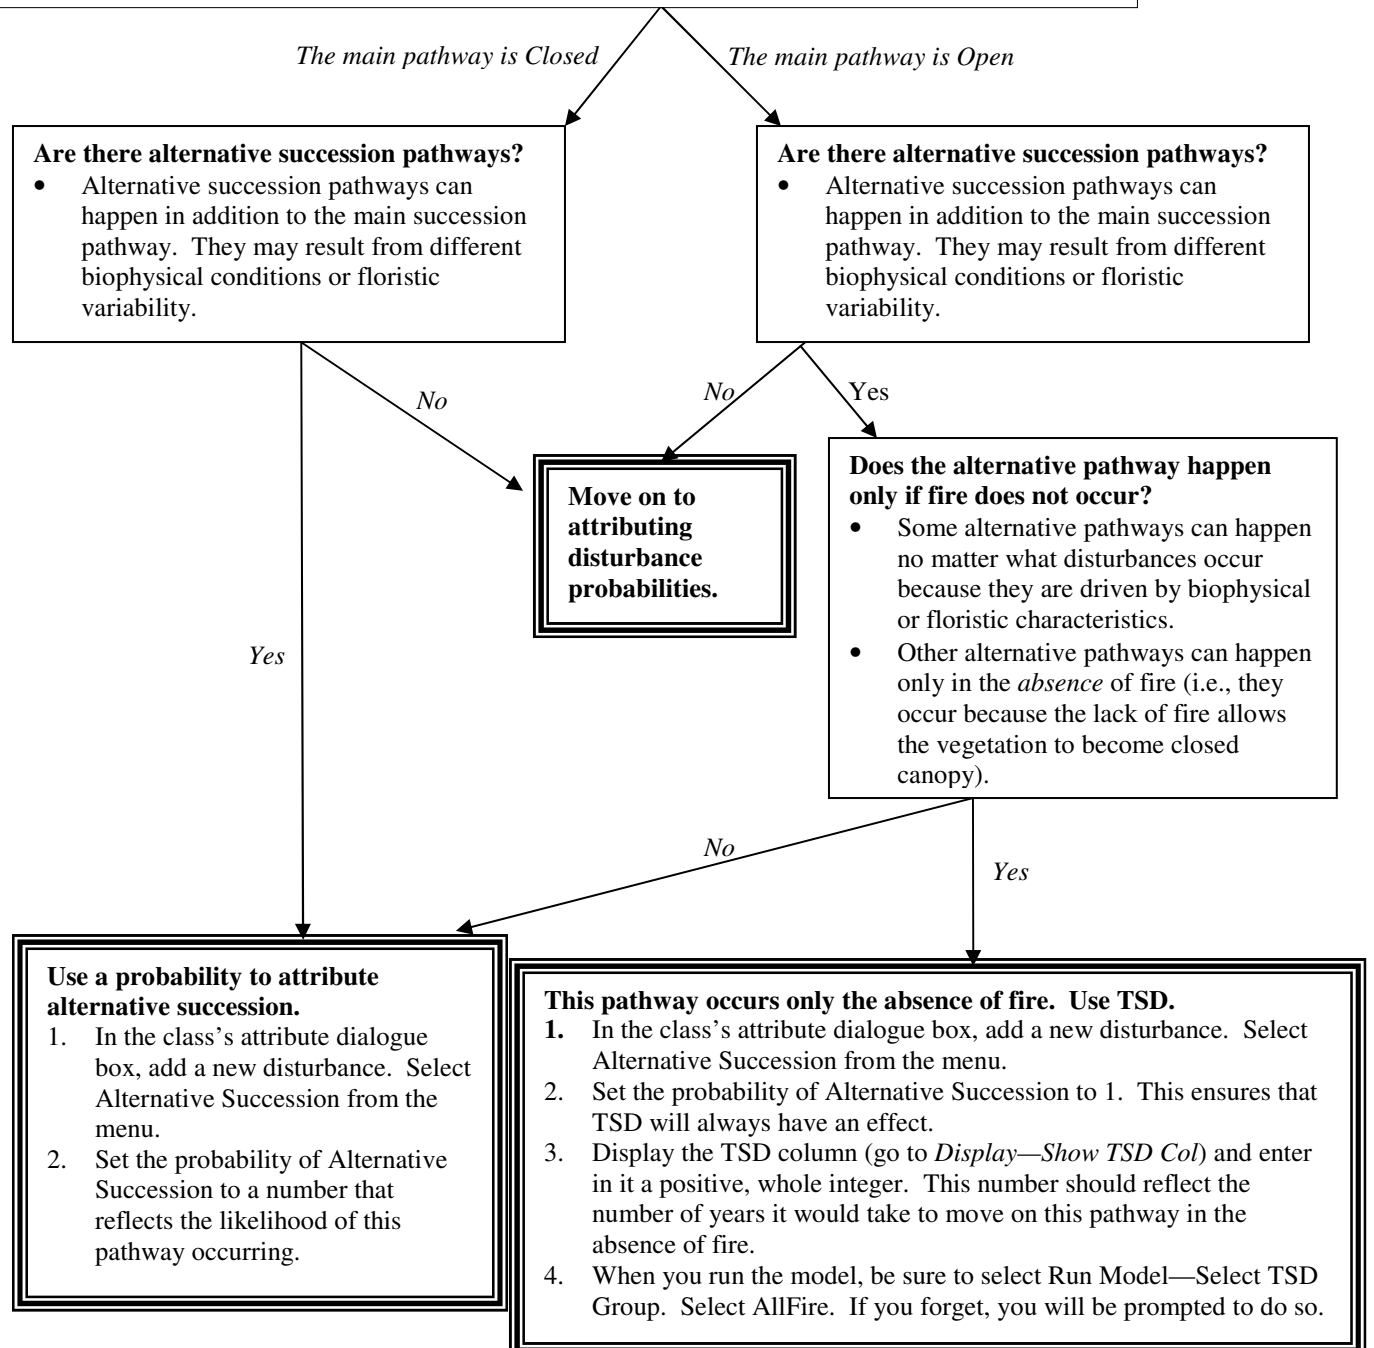 The main pathway is Closed
The main pathway is Open
Are there alternative succession pathways?
• Alternative succession pathways can
happen in addition to the main succession
pathway. They may result from different
biophysical conditions or floristic
variability.
Are there alternative succession pathways?
• Alternative succession pathways can
happen in addition to the main succession
pathway. They may result from different
biophysical conditions or floristic
variability.
No
No
Yes
Move on to
attributing
disturbance
probabilities.
Does the alternative pathway happen
only if fire does not occur?
• Some alternative pathways can happen
no matter what disturbances occur
because they are driven by biophysical
or floristic characteristics.
• Other alternative pathways can happen
only in the absence of fire (i.e., they
occur because the lack of fire allows
the vegetation to become closed
canopy).
Yes
No
Yes
Use a probability to attribute
alternative succession.
1. In the class's attribute dialogue
box, add a new disturbance. Select
Alternative Succession from the
menu.
2. Set the probability of Alternative
Succession to a number that
reflects the likelihood of this
pathway occurring.
This pathway occurs only the absence of fire. Use TSD.
1. In the class's attribute dialogue box, add a new disturbance. Select
Alternative Succession from the menu.
2. Set the probability of Alternative Succession to 1. This ensures that
TSD will always have an effect.
3. Display the TSD column (go to Display—Show TSD Col) and enter
in it a positive, whole integer. This number should reflect the
number of years it would take to move on this pathway in the
absence of fire.
4. When you run the model, be sure to select Run Model—Select TSD
Group. Select AllFire. If you forget, you will be prompted to do so.